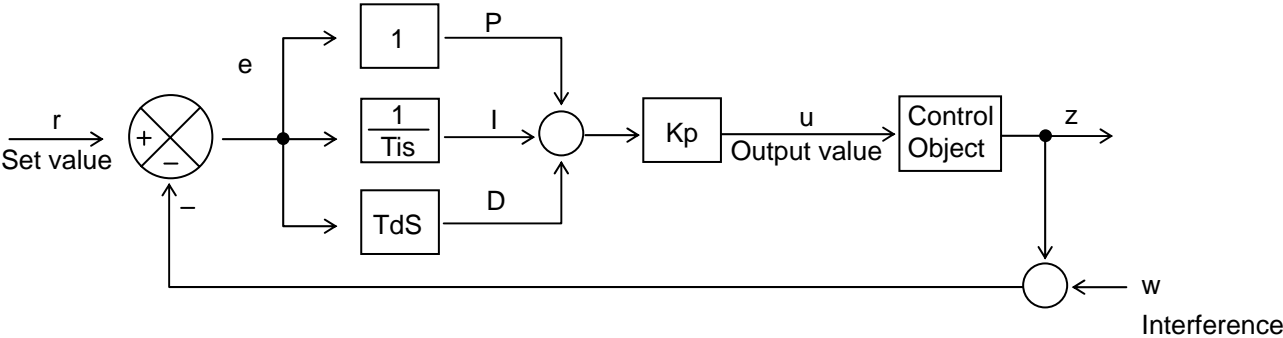 r
Set value
+
−
−
e
1
P
1
Tis
I
TdS
D
Kp
u
Output value
Control
Object
z
w
Interference